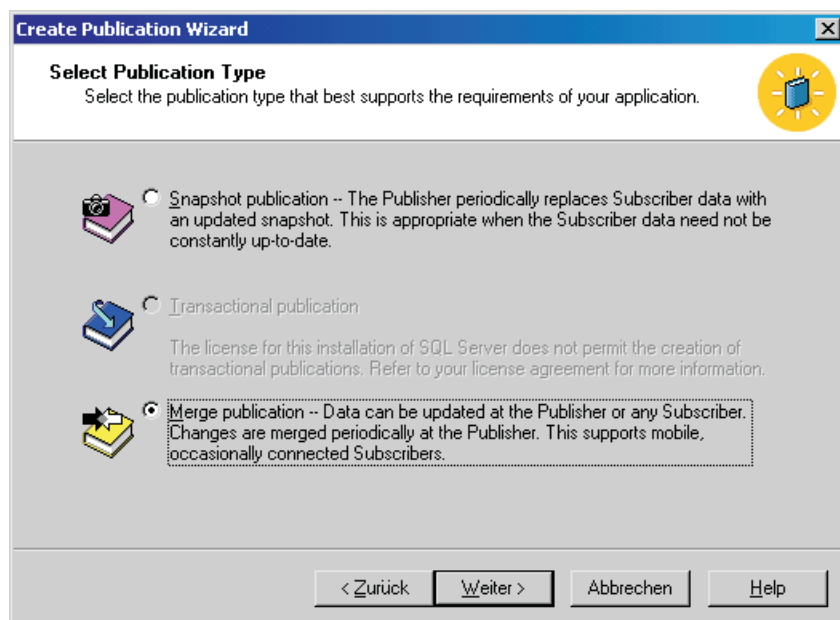 Create Publication Wizard
Select Publication Type
Select the publication type that best supports the requirements of your application.
Snapshot publication -- The Publisher periodically replaces Subscriber data with
an updated snapshot. This is appropriate when the Subscriber data need not be
constantly up-to-date.
Transactional publication
The license for this installation of SQL Server does not permit the creation of
transactional publications. Refer to your license agreement for more information.
Merge publication -- Data can be updated at the Publisher or any Subscriber.
Changes are merged periodically at the Publisher. This supports mobile,
occasionally connected Subscribers.
< Zurück Weiter > Abbrechen Help